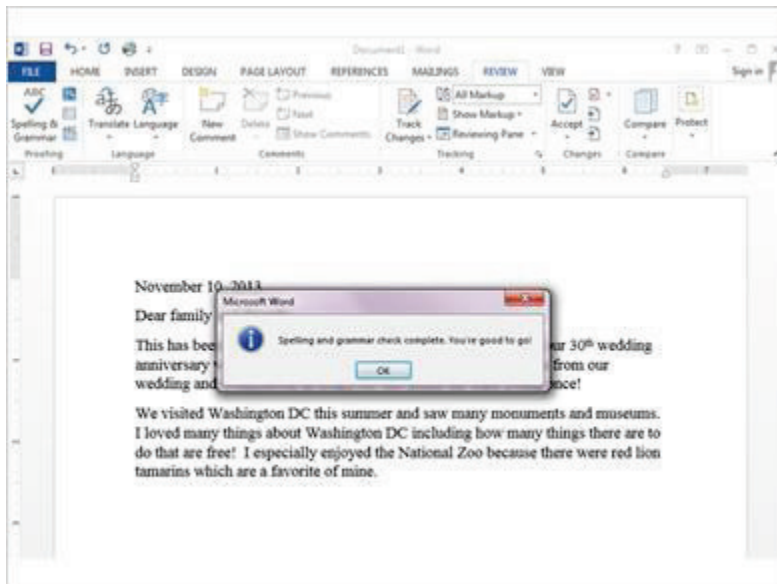 Document1 - Word
FILE HOME INSERT DESIGN PAGE LAYOUT REFERENCES MAILINGS REVIEW VIEW Sign in
ABC
Spelling & Grammar
Translate Language
New Comment
Delete
Previous
Next
Show Comments
Track Changes
All Markup
Show Markup
Reviewing Pane
Accept
Compare
Protect
Proofing Language Comments Tracking Changes Compare
November 10, 2013
Microsoft Word
Dear family
Spelling and grammar check complete. You're good to go!
OK
This has bee ur 30th wedding
anniversary from our
wedding and nce!
We visited Washington DC this summer and saw many monuments and museums.
I loved many things about Washington DC including how many things there are to
do that are free! I especially enjoyed the National Zoo because there were red lion
tamarins which are a favorite of mine.